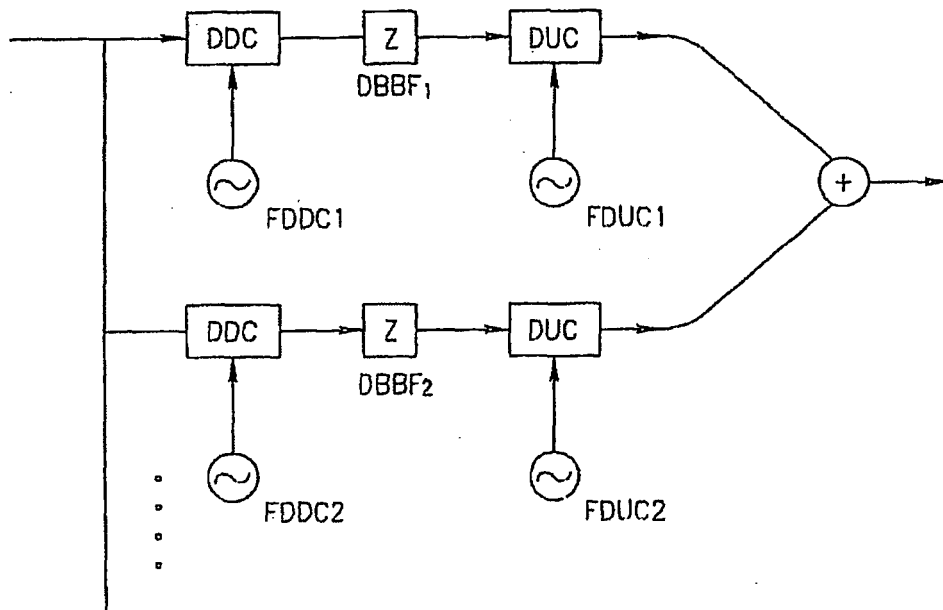 DDC
Z
DUC
DBBF₁
FDDC1
FDUC1
+
DDC
Z
DUC
DBBF₂
FDDC2
FDUC2